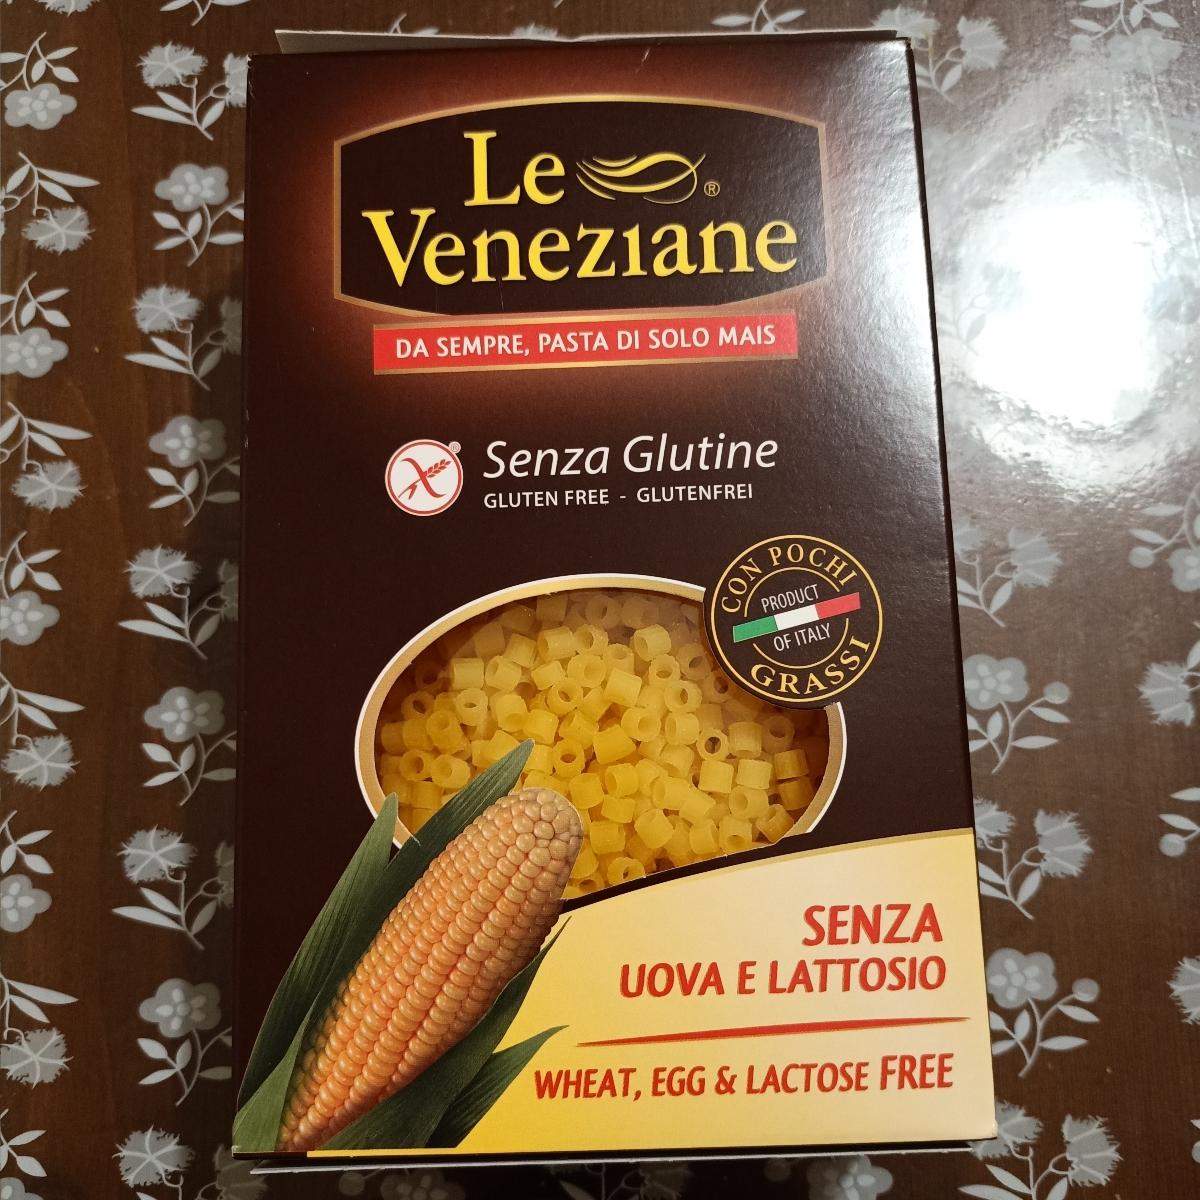 Le ®
Veneziane
DA SEMPRE, PASTA DI SOLO MAIS
® Senza Glutine
GLUTEN FREE - GLUTENFREI
CON POCHI
PRODUCT
OF ITALY
GRASSI
SENZA
UOVA E LATTOSIO
WHEAT, EGG & LACTOSE FREE